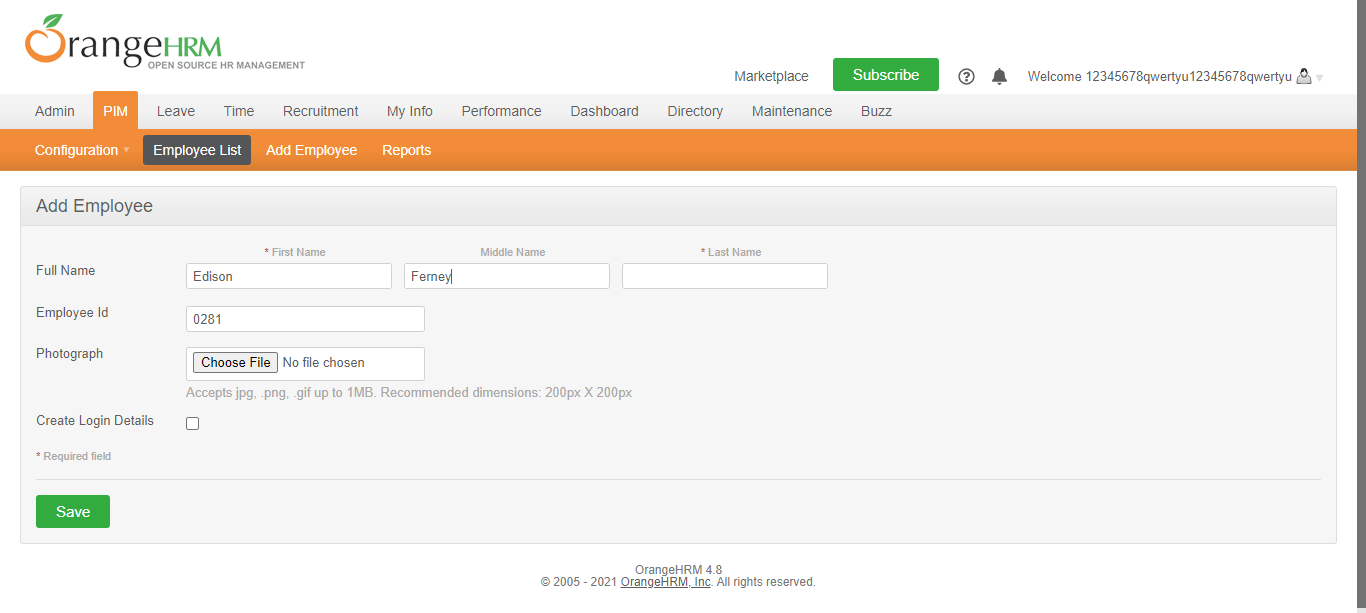 OrangeHRM
OPEN SOURCE HR MANAGEMENT
Marketplace Subscribe Welcome 12345678qwertyu12345678qwertyu
Admin PIM Leave Time Recruitment My Info Performance Dashboard Directory Maintenance Buzz
Configuration Employee List Add Employee Reports
Add Employee
* First Name Middle Name * Last Name
Full Name Edison Ferney
Employee Id 0281
Photograph Choose File No file chosen
Accepts jpg, .png, .gif up to 1MB. Recommended dimensions: 200px X 200px
Create Login Details
* Required field
Save
OrangeHRM 4.8
© 2005 - 2021 OrangeHRM, Inc. All rights reserved.